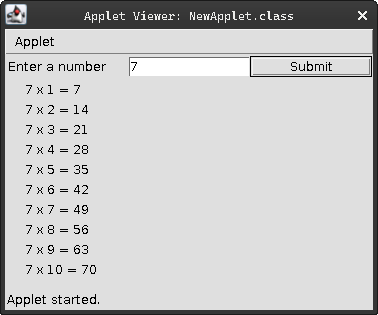 Applet Viewer: NewApplet.class
Applet
Enter a number 7 Submit
7 x 1 = 7
7 x 2 = 14
7 x 3 = 21
7 x 4 = 28
7 x 5 = 35
7 x 6 = 42
7 x 7 = 49
7 x 8 = 56
7 x 9 = 63
7 x 10 = 70
Applet started.